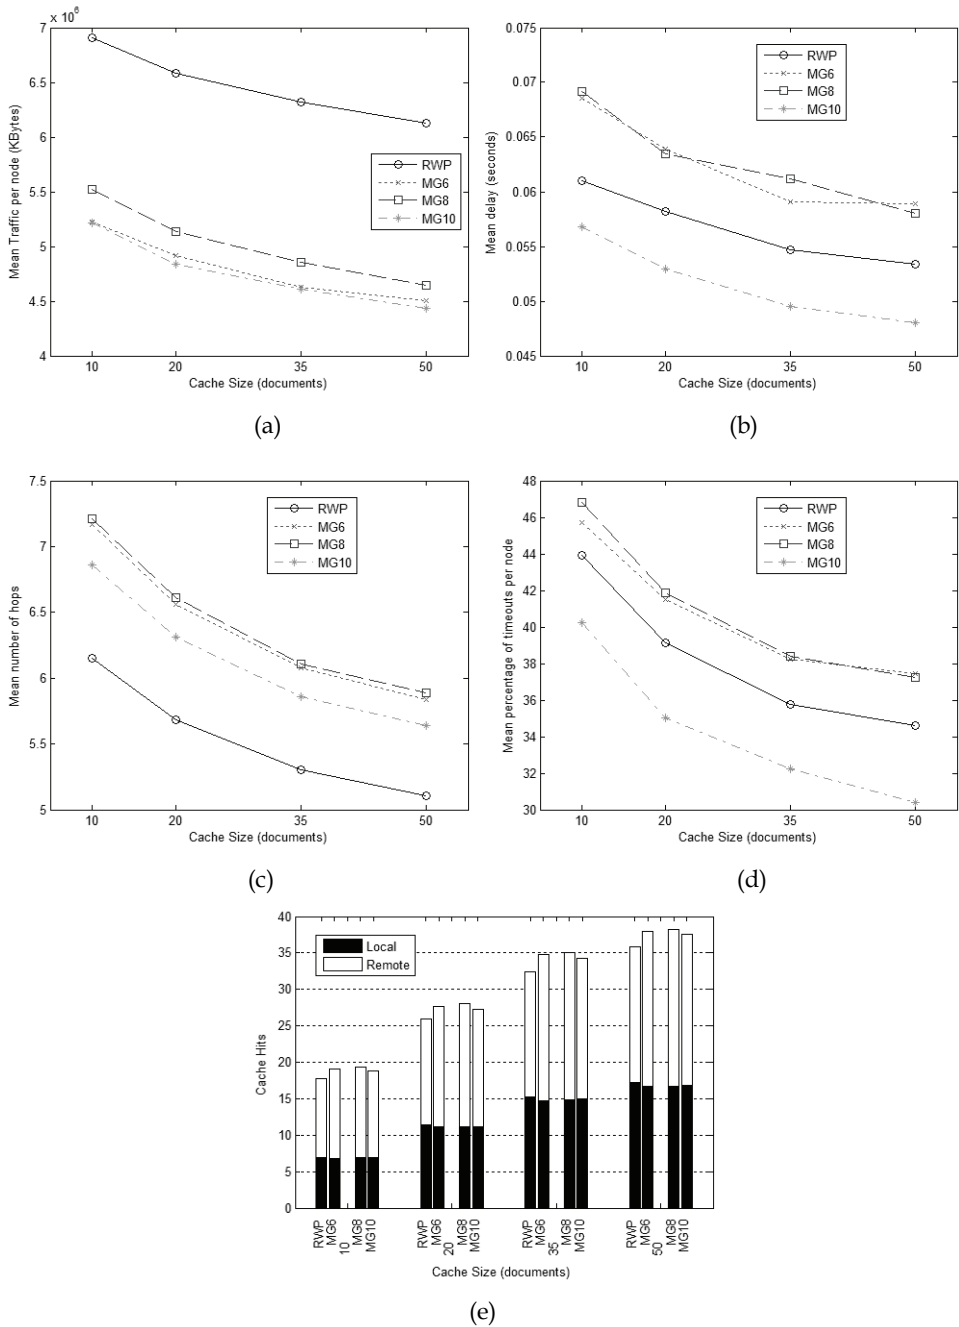 x 10^6
7
6.5
6
5.5
5
4.5
4
10
20
35
50
Mean Traffic per node (KBytes)
Cache Size (documents)
RWP
MG6
MG8
MG10
(a)
0.075
0.07
0.065
0.06
0.055
0.05
0.045
10
20
35
50
Mean delay (seconds)
Cache Size (documents)
RWP
MG6
MG8
MG10
(b)
7.5
7
6.5
6
5.5
5
10
20
35
50
Mean number of hops
Cache Size (documents)
RWP
MG6
MG8
MG10
(c)
48
46
44
42
40
38
36
34
32
30
10
20
35
50
Mean percentage of timeouts per node
Cache Size (documents)
RWP
MG6
MG8
MG10
(d)
40
35
30
25
20
15
10
5
0
Cache Hits
Local
Remote
RWP
MG6
10
MG8
MG10
RWP
MG6
20
MG8
MG10
RWP
MG6
35
MG8
MG10
RWP
MG6
50
MG8
MG10
Cache Size (documents)
(e)